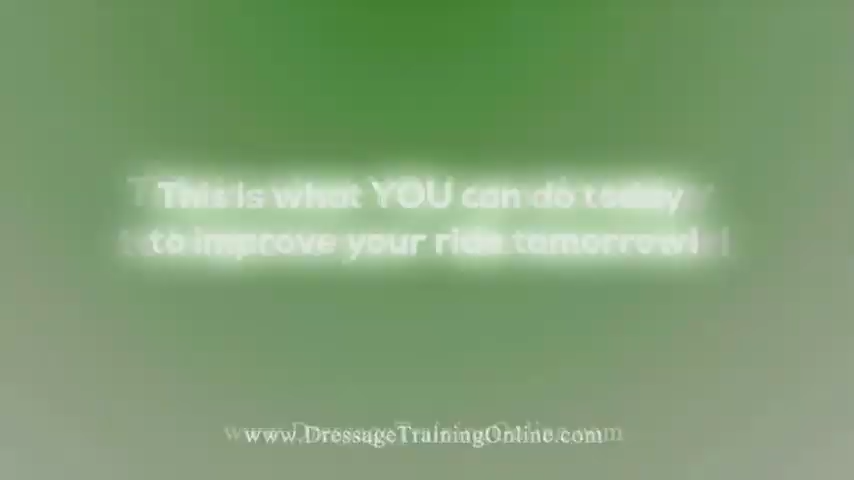 This is what YOU can do today
to improve your ride tomorrow!
www.DressageTrainingOnline.com